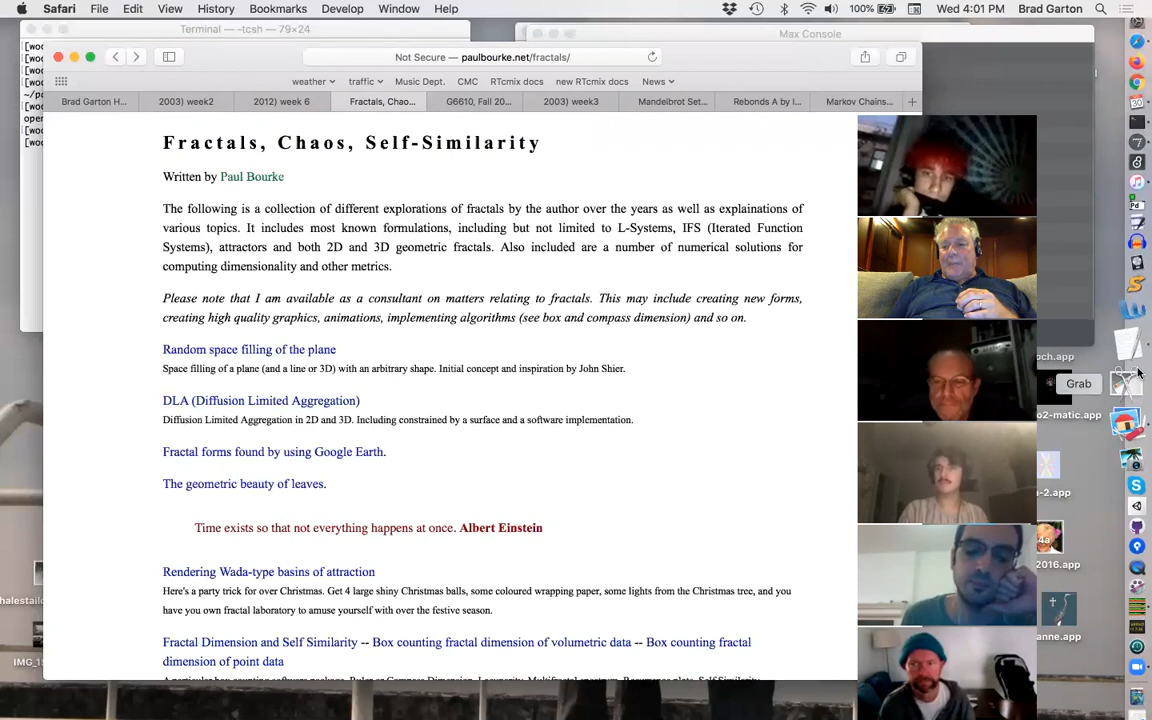 Safari File Edit View History Bookmarks Develop Window Help 100% Wed 4:01 PM Brad Garton
Terminal — -tcsh — 79×24
Max Console
Not Secure — paulbourke.net/fractals/
weather traffic Music Dept. CMC RTcmix docs new RTcmix docs News
Brad Garton H... 2003) week2 2012) week 6 Fractals, Chao... G6610, Fall 20... 2003) week3 Mandelbrot Set... Rebonds A by I... Markov Chains...
Fractals, Chaos, Self-Similarity
Written by Paul Bourke
The following is a collection of different explorations of fractals by the author over the years as well as explainations of
various topics. It includes most known formulations, including but not limited to L-Systems, IFS (Iterated Function
Systems), attractors and both 2D and 3D geometric fractals. Also included are a number of numerical solutions for
computing dimensionality and other metrics.
Please note that I am available as a consultant on matters relating to fractals. This may include creating new forms,
creating high quality graphics, animations, implementing algorithms (see box and compass dimension) and so on.
Random space filling of the plane
Space filling of a plane (and a line or 3D) with an arbitrary shape. Initial concept and inspiration by John Shier.
DLA (Diffusion Limited Aggregation)
Diffusion Limited Aggregation in 2D and 3D. Including constrained by a surface and a software implementation.
Fractal forms found by using Google Earth.
The geometric beauty of leaves.
Time exists so that not everything happens at once. Albert Einstein
Rendering Wada-type basins of attraction
Here's a party trick for over Christmas. Get 4 large shiny Christmas balls, some coloured wrapping paper, some lights from the Christmas tree, and you
have you own fractal laboratory to amuse yourself with over the festive season.
Fractal Dimension and Self Similarity -- Box counting fractal dimension of volumetric data -- Box counting fractal
dimension of point data
och.app
Grab
o2-matic.app
-2.app
2016.app
anne.app
halestail
IMG_15